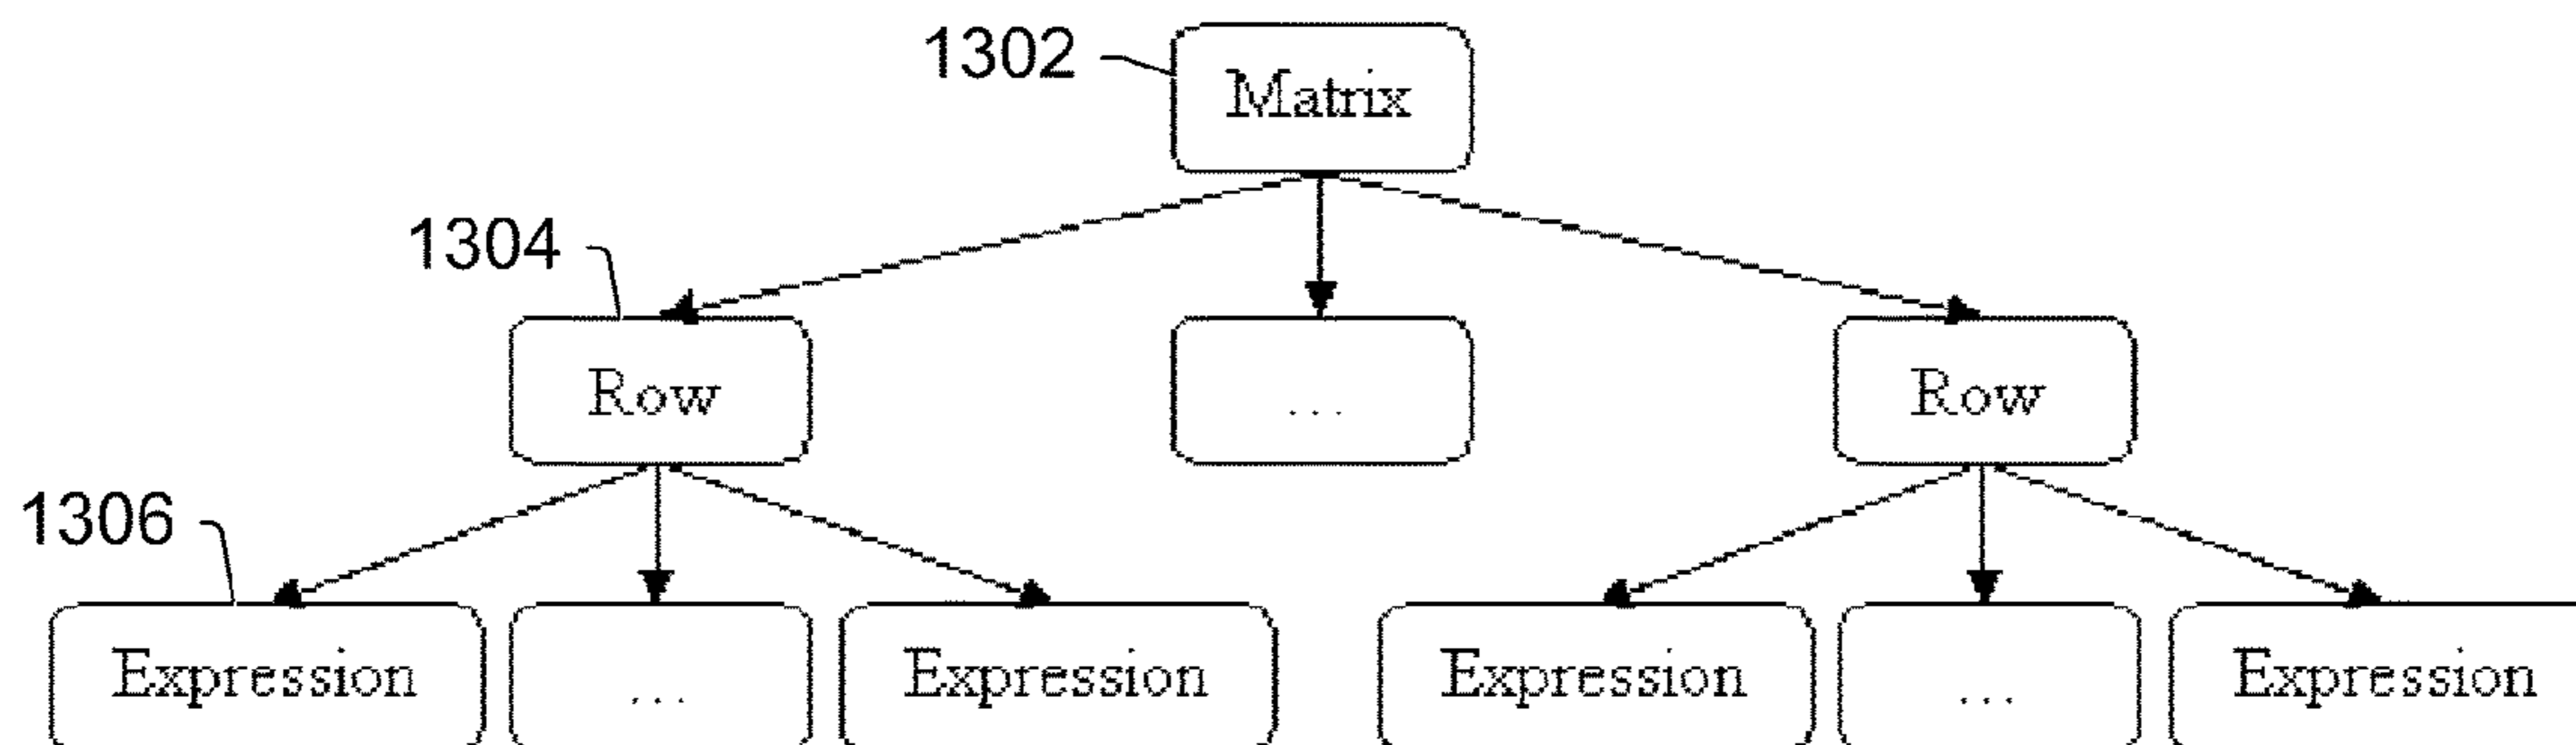 1302
Matrix
1304
Row
...
Row
1306
Expression
...
Expression
Expression
...
Expression